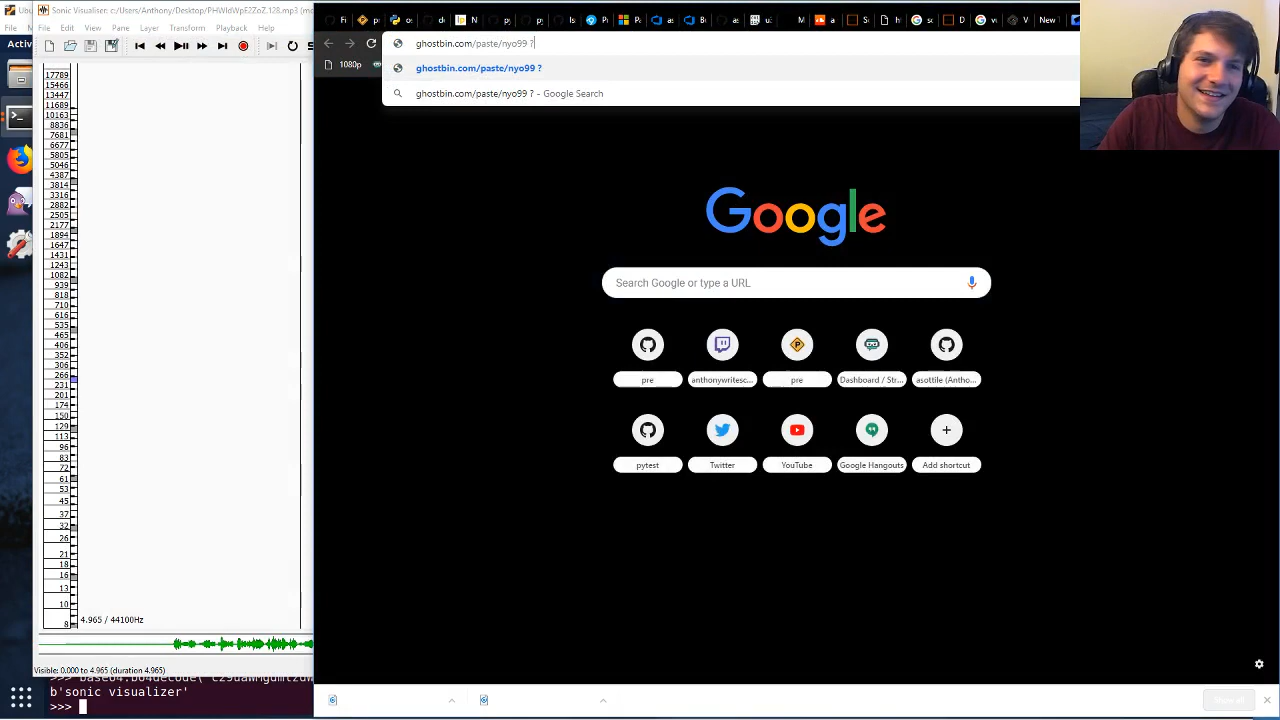 Sonic Visualiser: c:/Users/Anthony/Desktop/PHWldWpEZZoZ.128.mp3
File Edit View Pane Layer Transform Playback Help
ghostbin.com/paste/nyo99 ?
ghostbin.com/paste/nyo99 ?
ghostbin.com/paste/nyo99 ? - Google Search
1080p
Google
Search Google or type a URL
pre
anthonywritesc...
pre
Dashboard / Str...
asottile (Antho...
pytest
Twitter
YouTube
Google Hangouts
Add shortcut
17789
15466
13447
11689
10163
8836
7681
6677
5805
5046
4387
3814
3316
2882
2505
2177
1894
1647
1431
1243
1082
939
818
710
616
535
465
406
352
306
266
231
201
174
150
129
113
96
83
72
61
53
45
37
32
26
21
18
16
13
10
8
4.965 / 44100Hz
Visible: 0.000 to 4.965 (duration 4.965)
b'sonic visualizer'
>>>
Show all